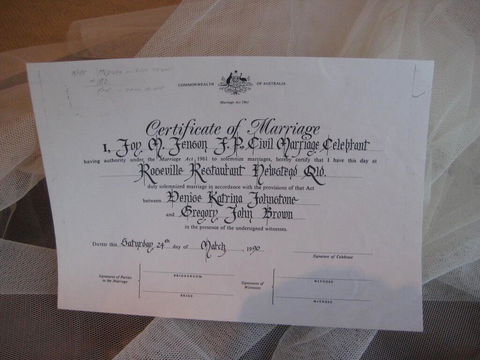 COMMONWEALTH OF AUSTRALIA
Marriage Act 1961
Certificate of Marriage
I, Joy M. Jenson J.P. Civil Marriage Celebrant
having authority under the Marriage Act 1961 to solemnize marriages, hereby certify that I have this day at
Roseville Restaurant Newstead Qld.
duly solemnized marriage in accordance with the provisions of that Act
between Denise Katrina Johnstone
and Gregory John Brown
in the presence of the undersigned witnesses.
DATED this Saturday 24th day of March, 1990
Signature of Celebrant
Signatures of Parties to the Marriage
BRIDEGROOM
BRIDE
Signatures of Witnesses
WITNESS
WITNESS